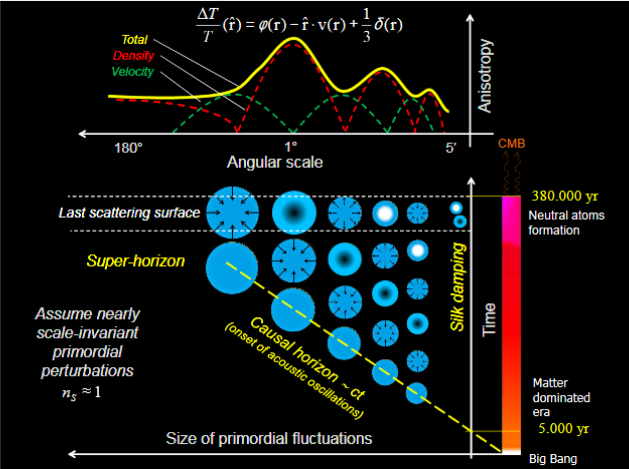 ΔT/T (r̂) = φ(r) − r̂ · v(r) + 1/3 δ(r)
Total
Density
Velocity
Anisotropy
180° 1° 5'
Angular scale
CMB
380.000 yr
Last scattering surface
Neutral atoms
formation
Super-horizon
Silk damping
Time
Assume nearly
scale-invariant
primordial
perturbations
nₛ ≈ 1
Causal horizon ~ ct
(onset of acoustic oscillations)
Matter
dominated
era
5.000 yr
Size of primordial fluctuations
Big Bang